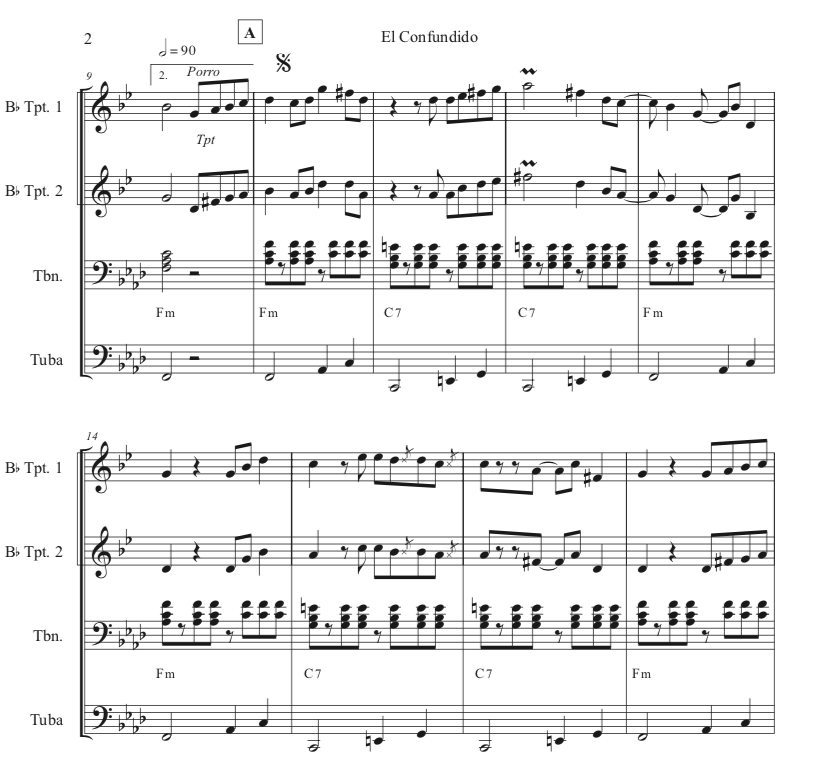 2
A
El Confundido
𝅗𝅥 = 90
9
2.
Porro
B♭ Tpt. 1
Tpt
B♭ Tpt. 2
Tbn.
Fm Fm C7 C7 Fm
Tuba
14
B♭ Tpt. 1
B♭ Tpt. 2
Tbn.
Fm C7 C7 Fm
Tuba